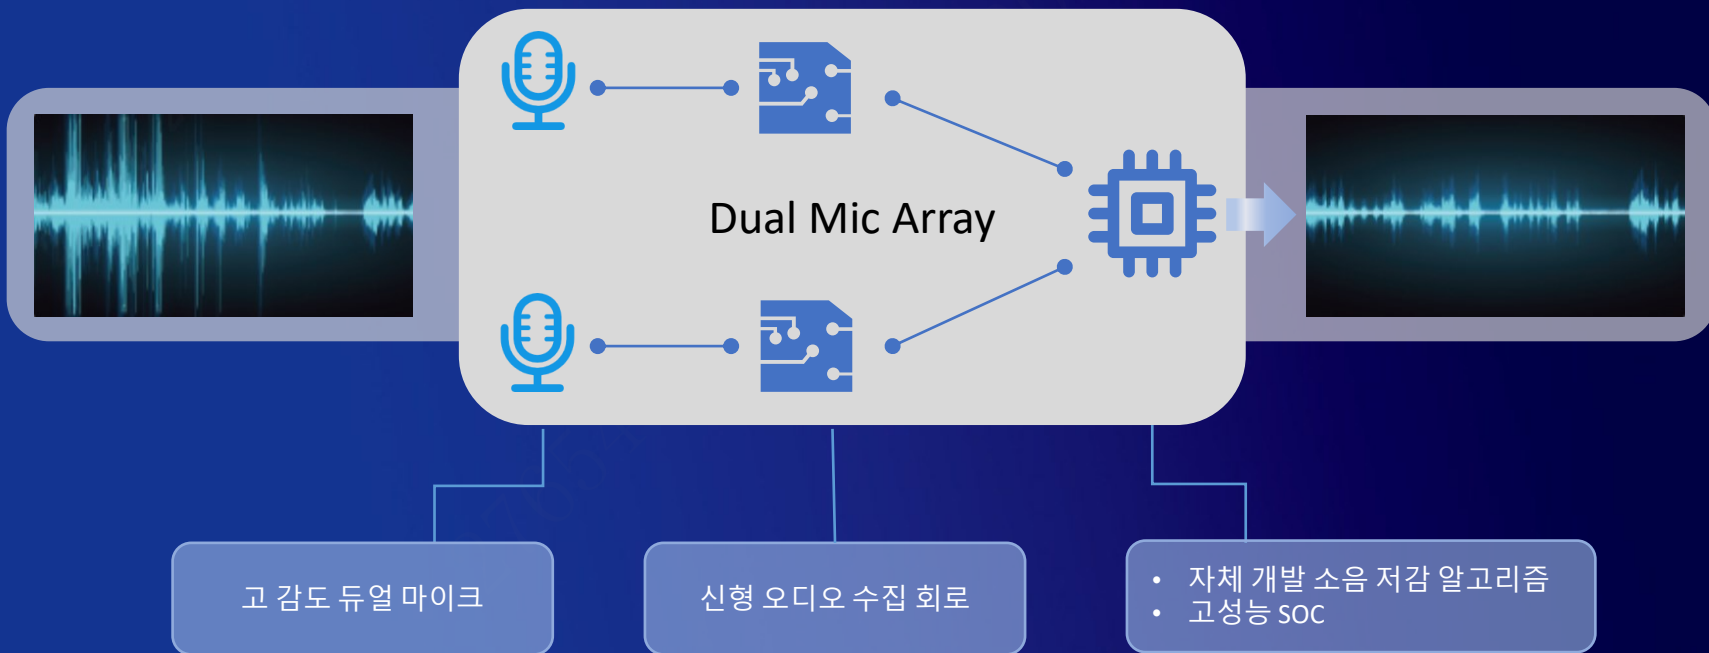 Dual Mic Array
고 감도 듀얼 마이크
신형 오디오 수집 회로
• 자체 개발 소음 저감 알고리즘
• 고성능 SOC